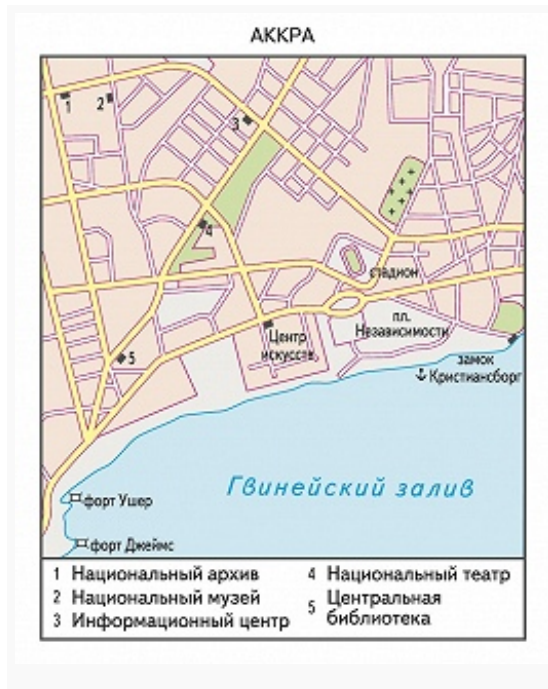 АККРА
1
2
3
4
стадион
пл.
Независимости
Центр
искусств
5
замок
Кристиансборг
Гвинейский залив
форт Ушер
форт Джеймс
1 Национальный архив
2 Национальный музей
3 Информационный центр
4 Национальный театр
5 Центральная
библиотека